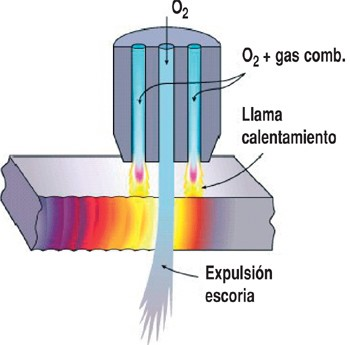 O₂
O₂ + gas comb.
Llama
calentamiento
Expulsión
escoria